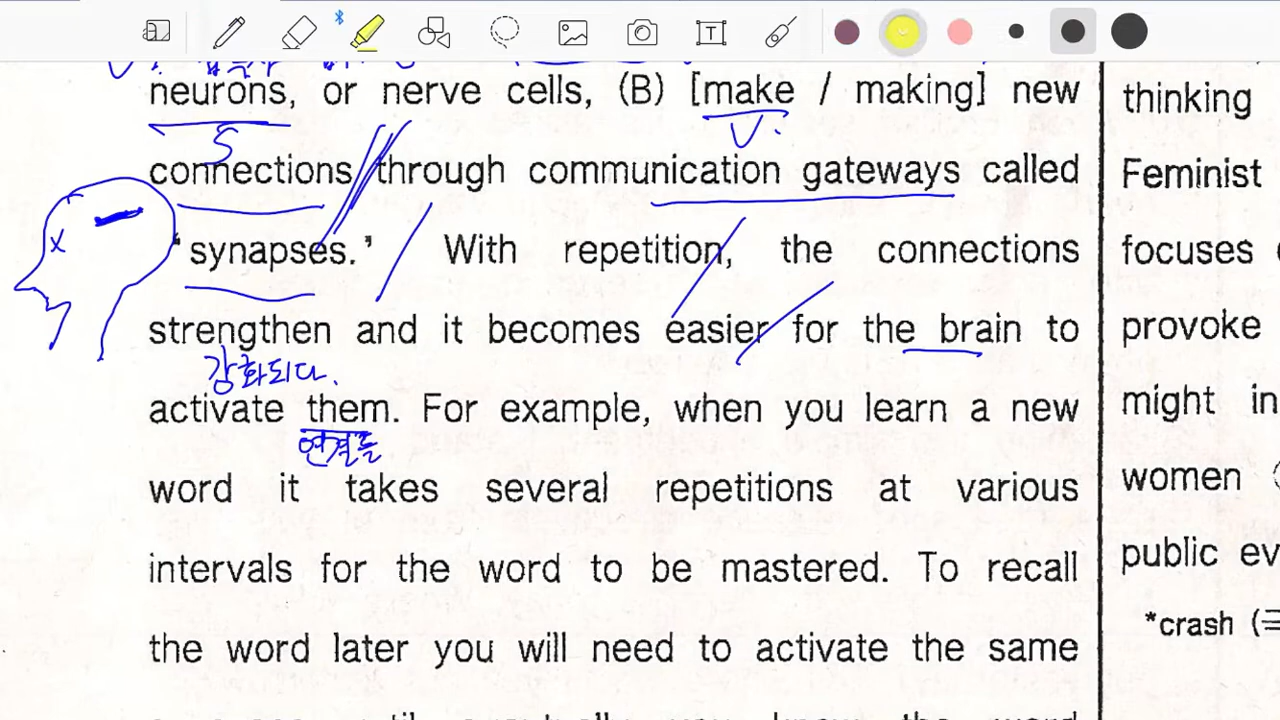 neurons, or nerve cells, (B) [make / making] new
S
V.
connections through communication gateways called
"synapses." With repetition, the connections
strengthen and it becomes easier for the brain to
강화되다.
activate them. For example, when you learn a new
연결들
word it takes several repetitions at various
intervals for the word to be mastered. To recall
the word later you will need to activate the same
thinking
Feminist
focuses
provoke
might in
women
public ev
*crash (=